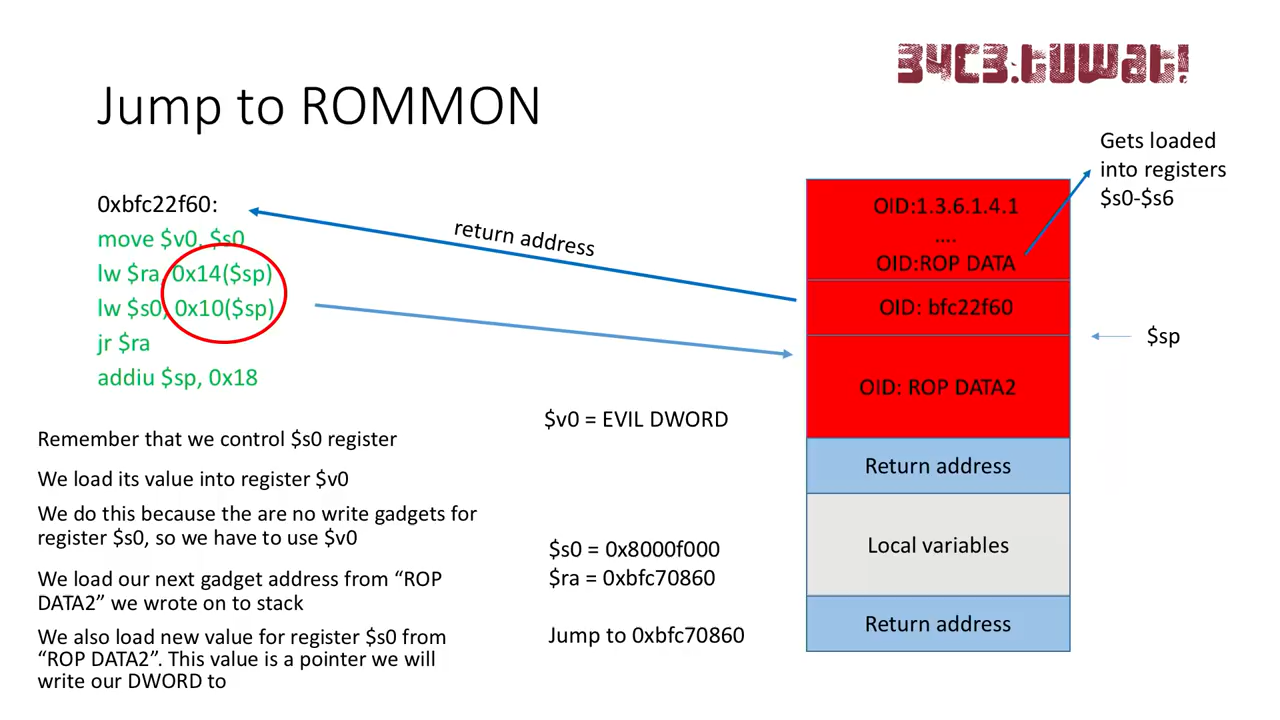 34C3.tuwat!
Jump to ROMMON
Gets loaded
into registers
$s0-$s6
0xbfc22f60:
move $v0, $s0
lw $ra, 0x14($sp)
lw $s0, 0x10($sp)
jr $ra
addiu $sp, 0x18
return address
OID:1.3.6.1.4.1
....
OID:ROP DATA
OID: bfc22f60
$sp
OID: ROP DATA2
Return address
Local variables
Return address
$v0 = EVIL DWORD
Remember that we control $s0 register
We load its value into register $v0
We do this because the are no write gadgets for
register $s0, so we have to use $v0
We load our next gadget address from “ROP
DATA2” we wrote on to stack
We also load new value for register $s0 from
“ROP DATA2”. This value is a pointer we will
write our DWORD to
$s0 = 0x8000f000
$ra = 0xbfc70860
Jump to 0xbfc70860